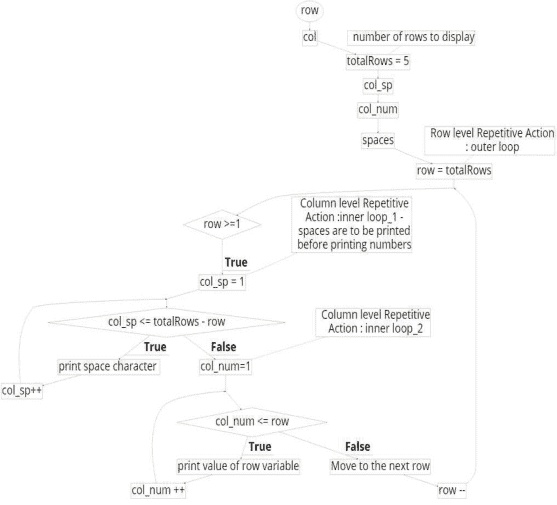 row
col
number of rows to display
totalRows = 5
col_sp
col_num
spaces
Row level Repetitive Action
: outer loop
row = totalRows
Column level Repetitive
Action :inner loop_1 -
spaces are to be printed
before printing numbers
row >=1
True
col_sp = 1
Column level Repetitive
Action : inner loop_2
col_sp <= totalRows - row
True
False
print space character
col_num=1
col_sp++
col_num <= row
True
False
print value of row variable
Move to the next row
col_num ++
row --